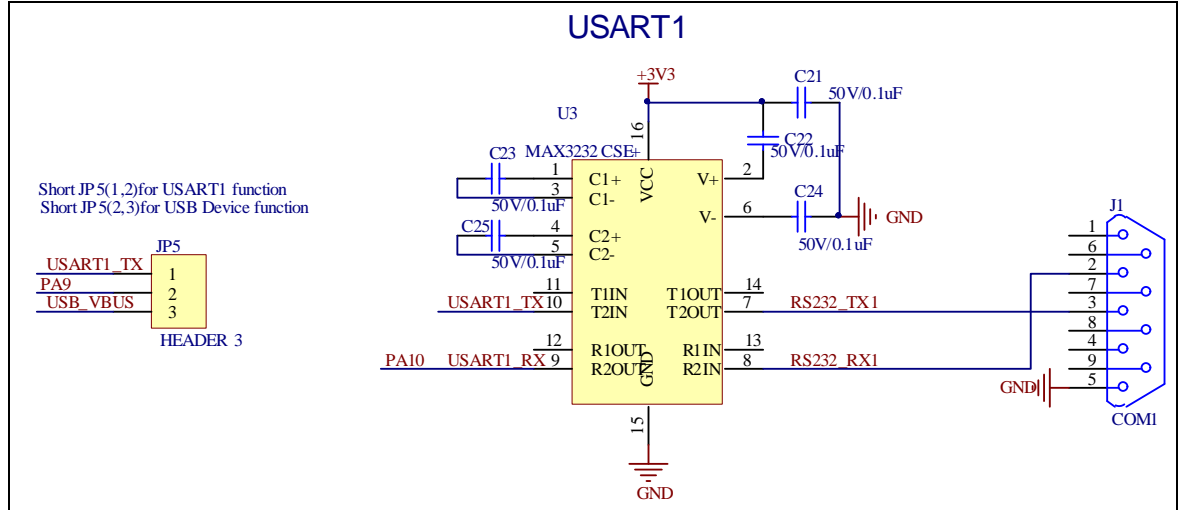 USART1
+3V3
C21
50V/0.1uF
U3
16
C22
50V/0.1uF
C23
MAX3232 CSE+
1
C1+
VCC
V+
2
3
C1-
50V/0.1uF
Short JP5(1,2)for USART1 function
Short JP5(2,3)for USB Device function
V-
6
C24
GND
50V/0.1uF
C25
4
C2+
5
C2-
50V/0.1uF
J1
1
6
2
7
3
8
4
9
5
GND
COM1
JP5
USART1_TX
1
PA9
2
USB_VBUS
3
HEADER 3
11
T1IN
T1OUT
14
USART1_TX
10
T2IN
T2OUT
7
RS232_TX1
12
R1OUT
R1IN
13
PA10
USART1_RX
9
R2OUT
GND
R2IN
8
RS232_RX1
15
GND